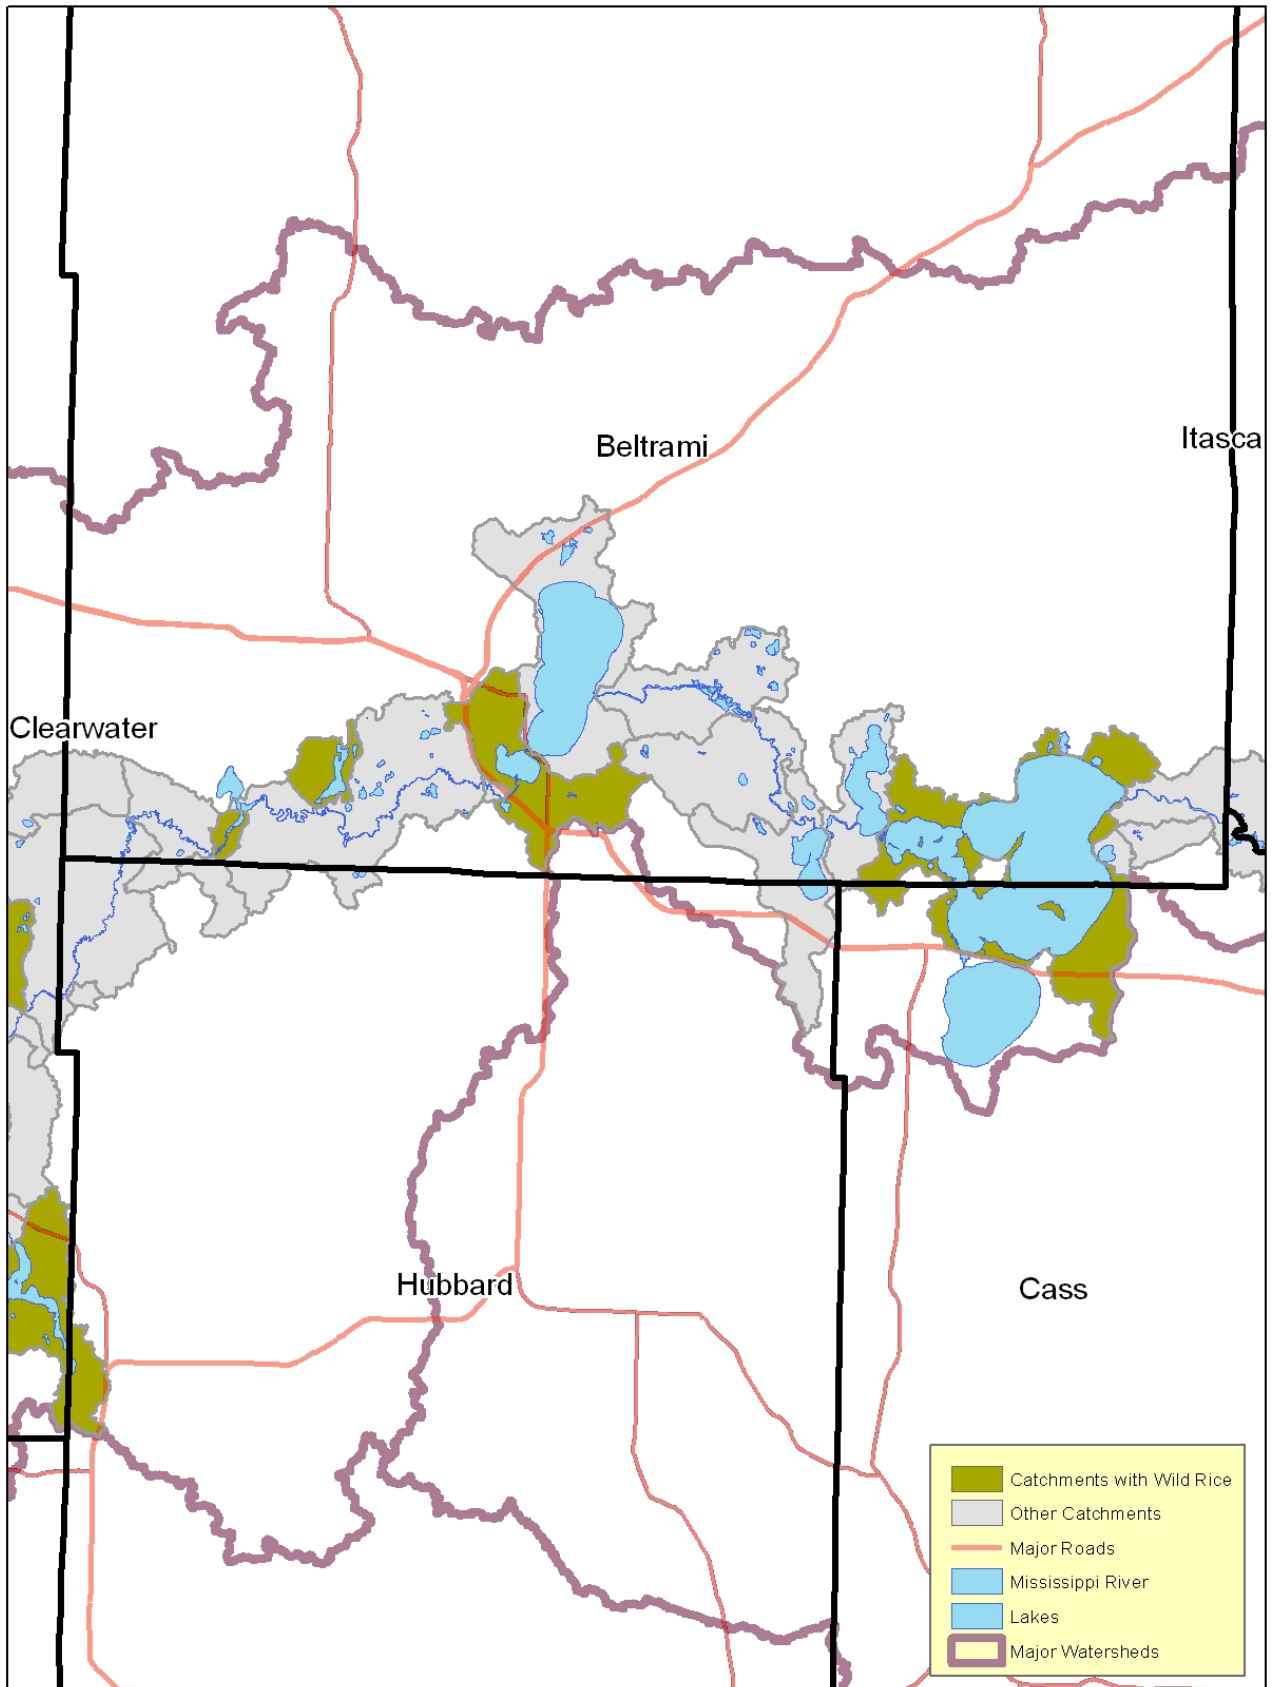 Beltrami
Itasca
Clearwater
Hubbard
Cass
Catchments with Wild Rice
Other Catchments
Major Roads
Mississippi River
Lakes
Major Watersheds